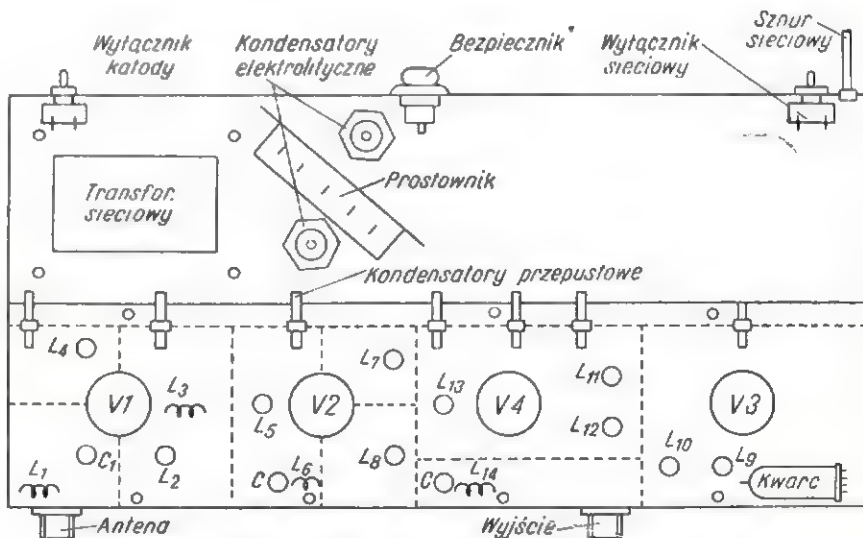 Wyłącznik
katody
Kondensatory
elektrolityczne
Bezpiecznik
Wyłącznik
sieciowy
Sznur
sieciowy
Transfor.
sieciowy
Prostownik
Kondensatory przepustowe
L4
L7
L3
V1
V2
L13
V4
L11
V3
L5
L12
C1
L2
L8
L10
L9
L1
C
L6
C
L14
Kwarc
Antena
Wyjście